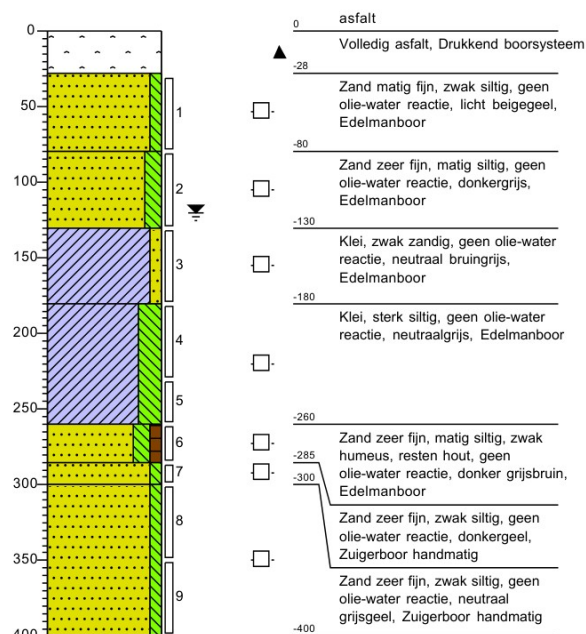 0
50
100
150
200
250
300
350
400
1
2
3
4
5
6
7
8
9
0
asfalt
Volledig asfalt, Drukkend boorsysteem
-28
Zand matig fijn, zwak siltig, geen
olie-water reactie, licht beigegeel,
Edelmanboor
-80
Zand zeer fijn, matig siltig, geen
olie-water reactie, donkergrijs,
Edelmanboor
-130
Klei, zwak zandig, geen olie-water
reactie, neutraal bruingrijs,
Edelmanboor
-180
Klei, sterk siltig, geen olie-water
reactie, neutraalgrijs, Edelmanboor
-260
Zand zeer fijn, matig siltig, zwak
humeus, resten hout, geen
olie-water reactie, donker grijsbruin,
Edelmanboor
-285
-300
Zand zeer fijn, zwak siltig, geen
olie-water reactie, donkergeel,
Zuigerboor handmatig
Zand zeer fijn, zwak siltig, geen
olie-water reactie, neutraal
grijsgeel, Zuigerboor handmatig
-400